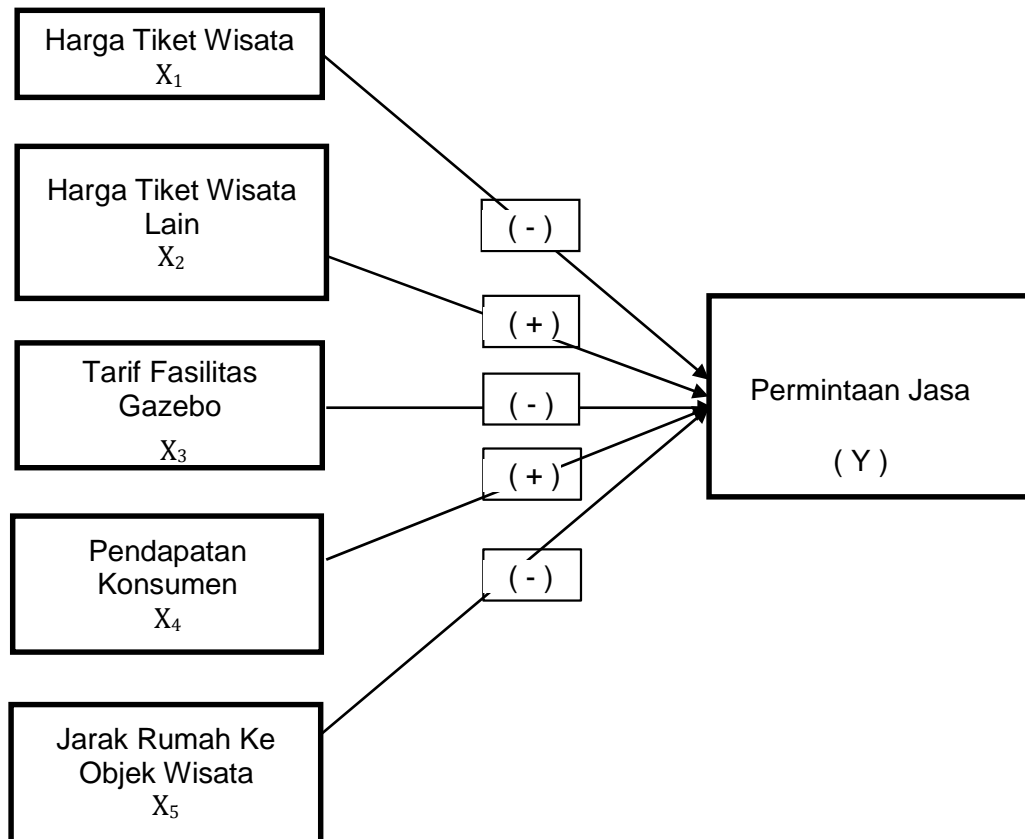 Harga Tiket Wisata
X₁
Harga Tiket Wisata
Lain
X₂
Tarif Fasilitas
Gazebo
X₃
Pendapatan
Konsumen
X₄
Jarak Rumah Ke
Objek Wisata
X₅
( - )
( + )
( - )
( + )
( - )
Permintaan Jasa
( Y )